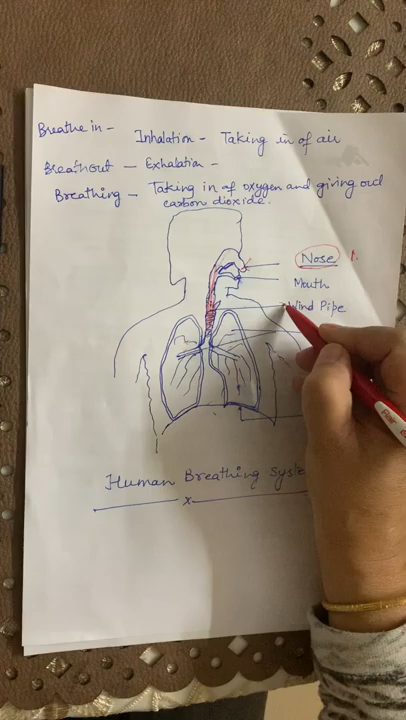 Breathe in - Inhalation - Taking in of air
Breathout - Exhalation -
Breathing - Taking in of oxygen and giving out
carbon dioxide.
Nose 1.
Mouth
Wind Pipe
Human Breathing Syste
x